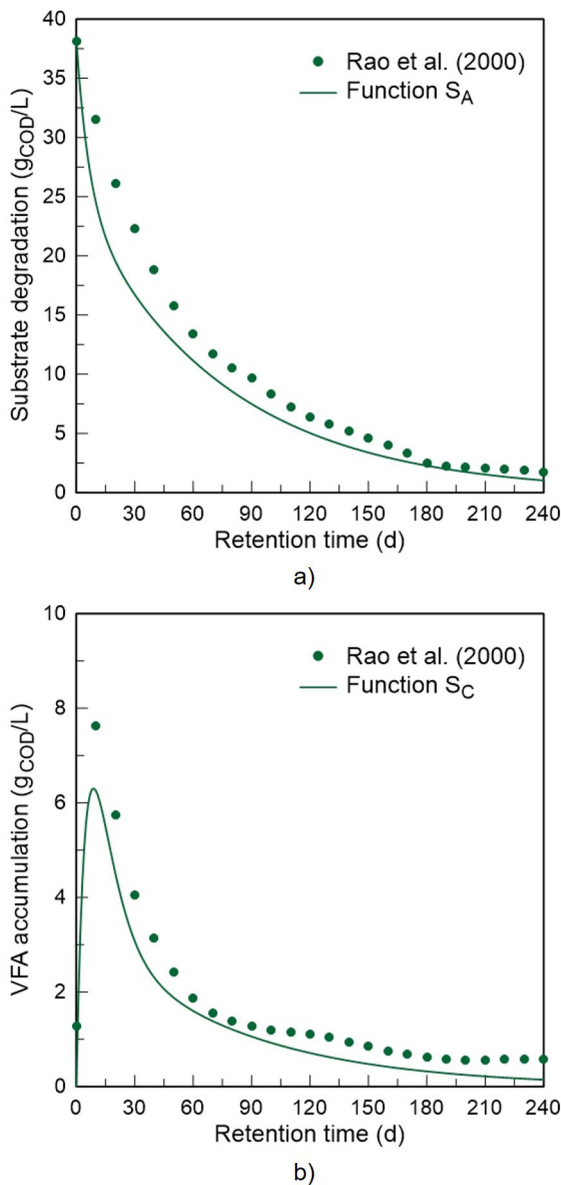 40
35
30
25
20
15
10
5
0
Substrate degradation (gCOD/L)
Rao et al. (2000)
Function SA
0 30 60 90 120 150 180 210 240
Retention time (d)
a)
10
8
6
4
2
0
VFA accumulation (gCOD/L)
Rao et al. (2000)
Function SC
0 30 60 90 120 150 180 210 240
Retention time (d)
b)